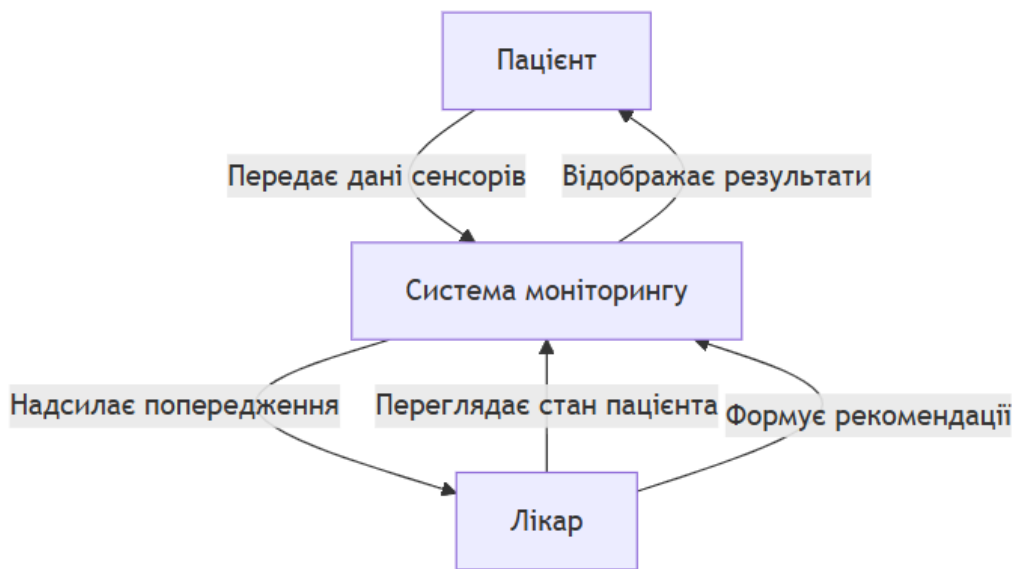 Пацієнт
Передає дані сенсорів
Відображає результати
Система моніторингу
Надсилає попередження
Переглядає стан пацієнта
Формує рекомендації
Лікар